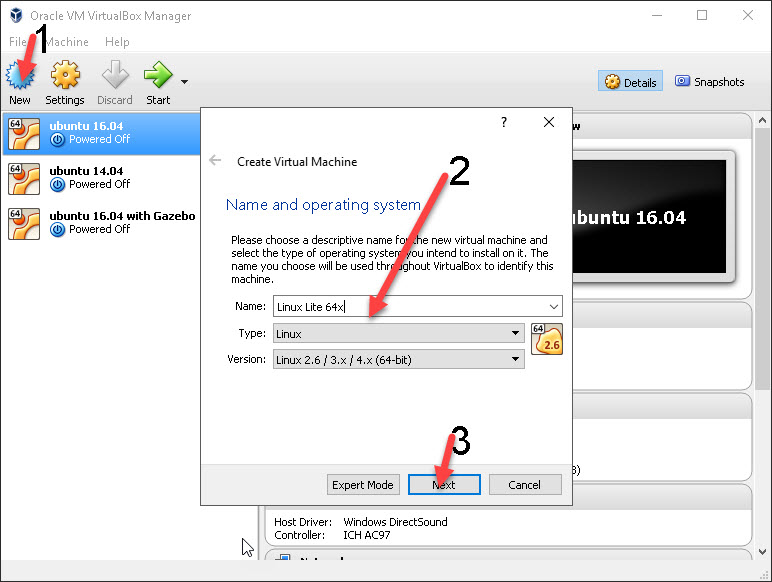 Oracle VM VirtualBox Manager
File Machine Help
1
New Settings Discard Start
Details Snapshots
64 ubuntu 16.04
Powered Off
64 ubuntu 14.04
Powered Off
64 ubuntu 16.04 with Gazebo
Powered Off
w
ubuntu 16.04
?
Create Virtual Machine
2
Name and operating system
Please choose a descriptive name for the new virtual machine and
select the type of operating system you intend to install on it. The
name you choose will be used throughout VirtualBox to identify this
machine.
Name: Linux Lite 64x
Type: Linux
64
2.6
Version: Linux 2.6 / 3.x / 4.x (64-bit)
3
Expert Mode Next Cancel
B)
Host Driver: Windows DirectSound
Controller: ICH AC97